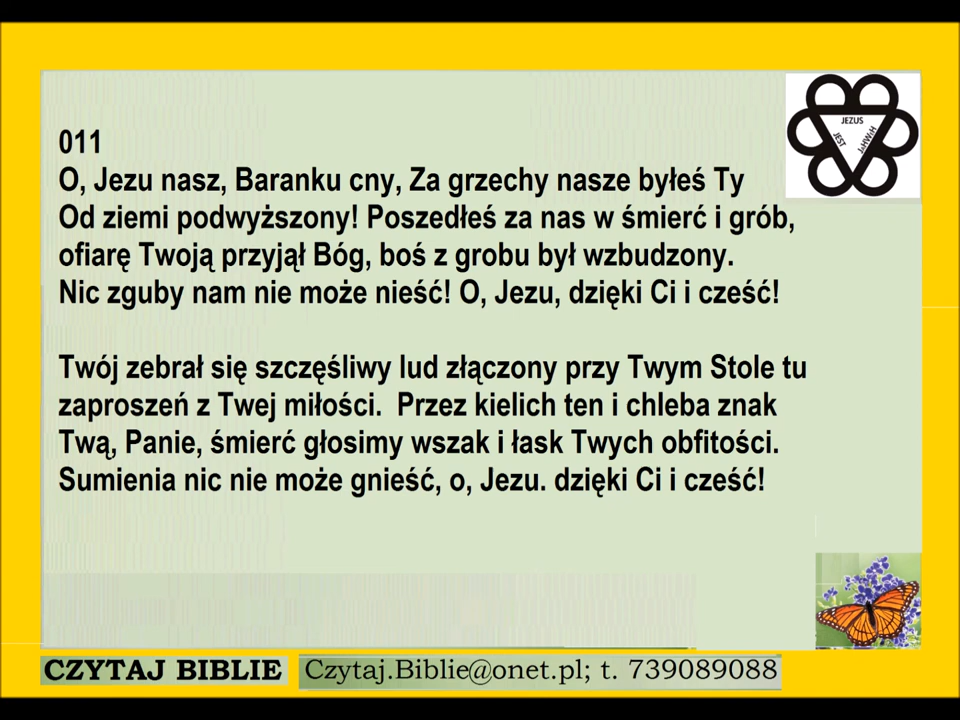 011
O, Jezu nasz, Baranku cny, Za grzechy nasze byłeś Ty
Od ziemi podwyższony! Poszedłeś za nas w śmierć i grób,
ofiarę Twoją przyjął Bóg, boś z grobu był wzbudzony.
Nic zguby nam nie może nieść! O, Jezu, dzięki Ci i cześć!
Twój zebrał się szczęśliwy lud złączony przy Twym Stole tu
zaproszeń z Twej miłości. Przez kielich ten i chleba znak
Twą, Panie, śmierć głosimy wszak i łask Twych obfitości.
Sumienia nic nie może gnieść, o, Jezu. dzięki Ci i cześć!
JEZUS
JEST
JaHWeH
CZYTAJ BIBLIE
Czytaj.Biblie@onet.pl; t. 739089088